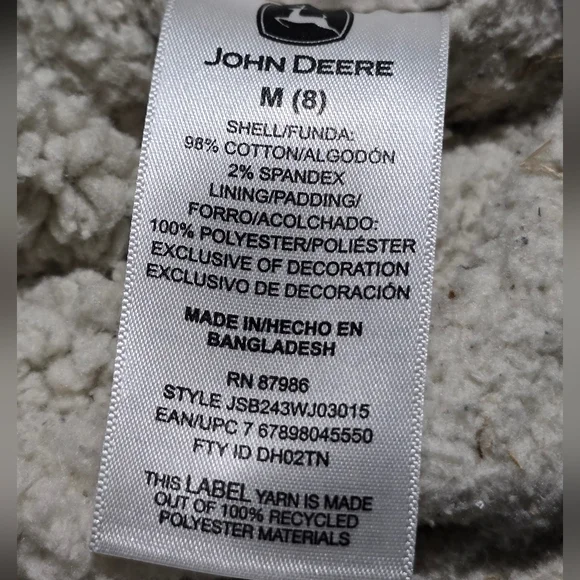 JOHN DEERE
M (8)
SHELL/FUNDA:
98% COTTON/ALGODÓN
2% SPANDEX
LINING/PADDING/
FORRO/ACOLCHADO:
100% POLYESTER/POLIÉSTER
EXCLUSIVE OF DECORATION
EXCLUSIVO DE DECORACIÓN
MADE IN/HECHO EN
BANGLADESH
RN 87986
STYLE JSB243WJ03015
EAN/UPC 7 67898045550
FTY ID DH02TN
THIS LABEL YARN IS MADE
OUT OF 100% RECYCLED
POLYESTER MATERIALS